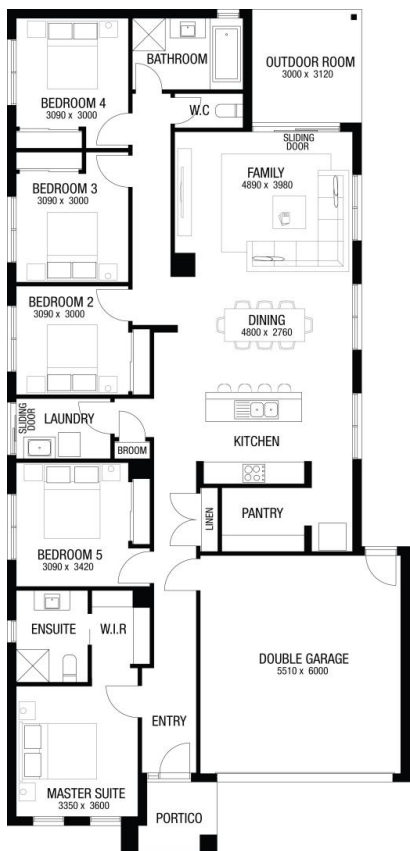 BATHROOM
OUTDOOR ROOM
3000 x 3120
BEDROOM 4
3090 x 3000
W.C
SLIDING
DOOR
FAMILY
4890 x 3980
BEDROOM 3
3090 x 3000
BEDROOM 2
3090 x 3000
DINING
4800 x 2760
SLIDING
DOOR
LAUNDRY
BROOM
KITCHEN
LINEN
PANTRY
BEDROOM 5
3090 x 3420
ENSUITE
W.I.R
DOUBLE GARAGE
5510 x 6000
ENTRY
MASTER SUITE
3350 x 3600
PORTICO